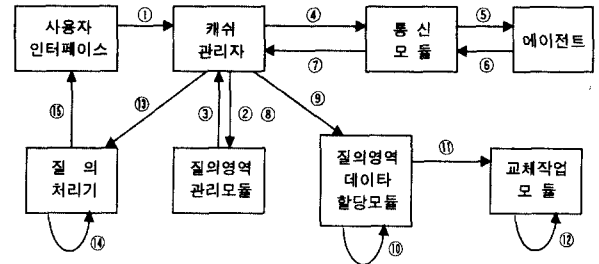 사용자
인터페이스
①
캐쉬
관리자
④
⑦
통 신
모 듈
⑤
⑥
에이전트
⑮
⑬
③
②
⑧
⑨
질 의
처리기
⑭
질의영역
관리모듈
질의영역
데이타
할당모듈
⑩
⑪
교체작업
모 듈
⑫